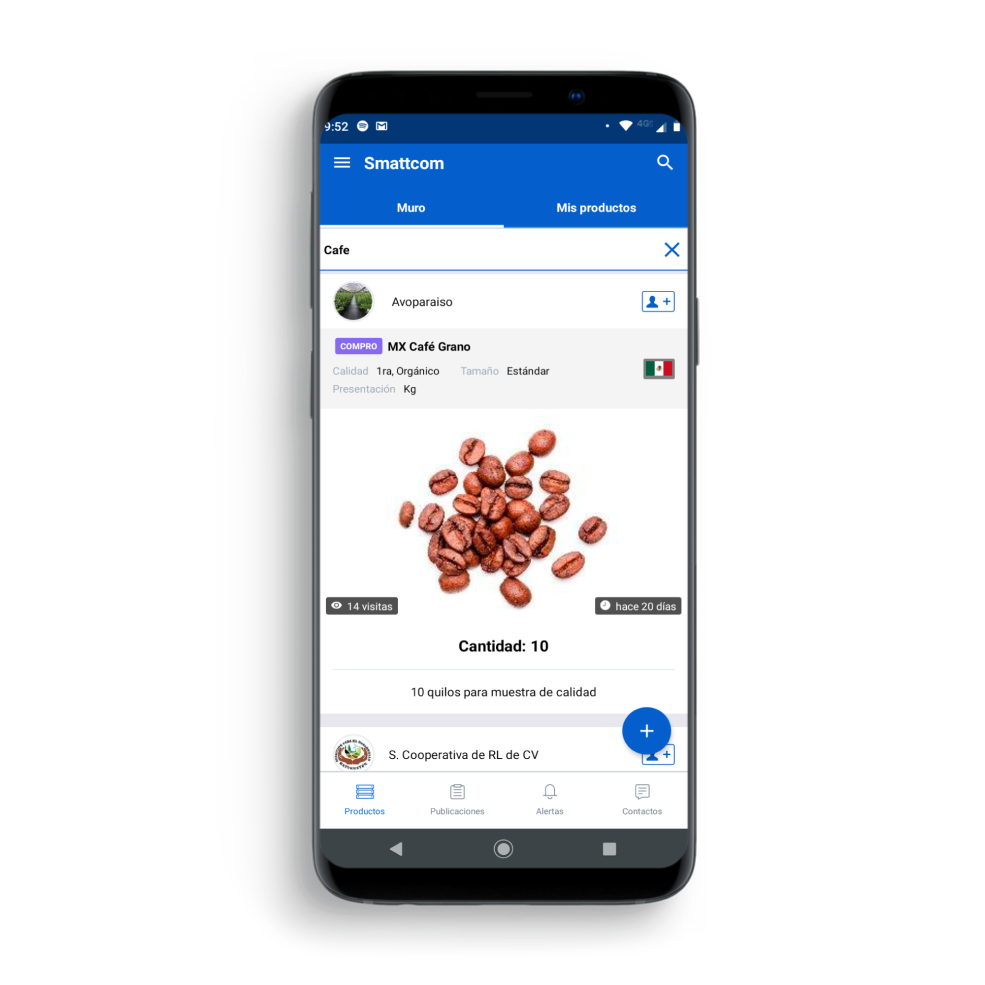 9:52 4G
Smattcom
Muro Mis productos
Cafe
Avoparaiso
COMPRO MX Café Grano
Calidad 1ra, Orgánico Tamaño Estándar
Presentación Kg
14 visitas hace 20 días
Cantidad: 10
10 quilos para muestra de calidad
S. Cooperativa de RL de CV
Productos Publicaciones Alertas Contactos